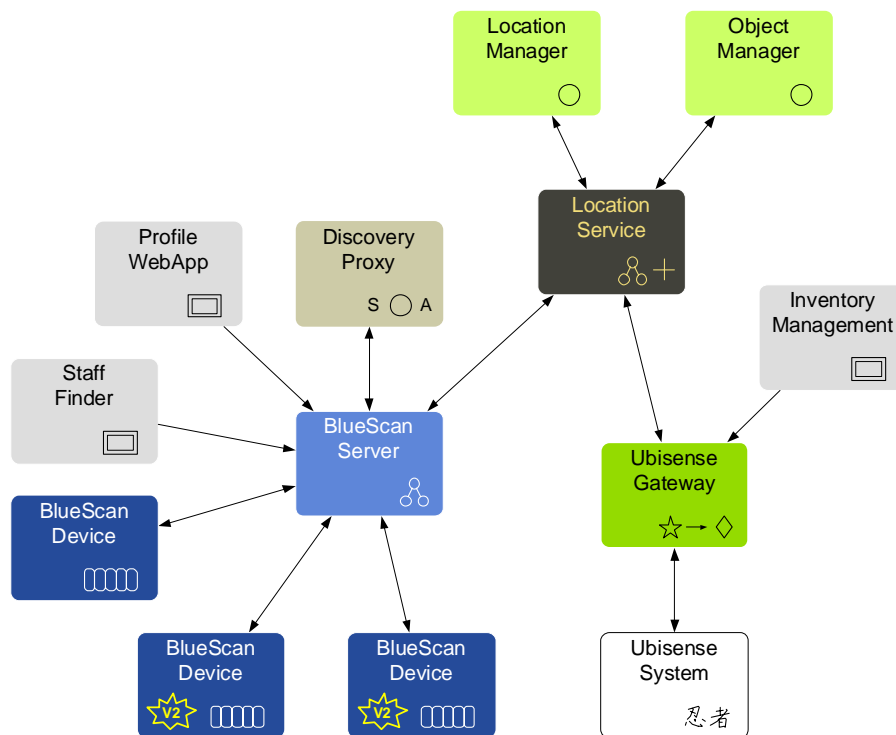 Location
Manager
Object
Manager
Location
Service
Profile
WebApp
Discovery
Proxy
S A
Inventory
Management
Staff
Finder
BlueScan
Server
Ubisense
Gateway
BlueScan
Device
BlueScan
Device
V2
BlueScan
Device
V2
Ubisense
System
忍者